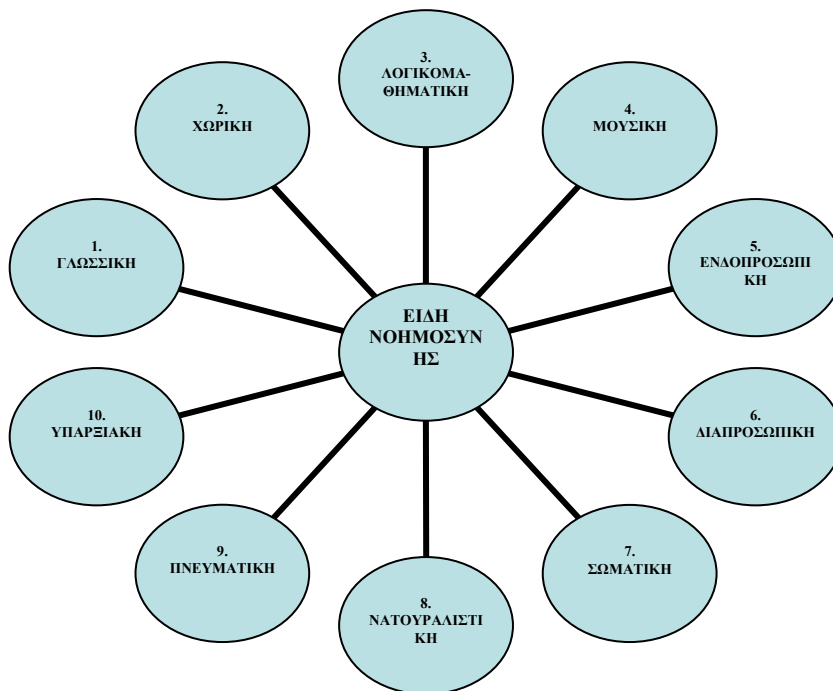 3.
ΛΟΓΙΚΟΜΑ-
ΘΗΜΑΤΙΚΗ
2.
ΧΩΡΙΚΗ
4.
ΜΟΥΣΙΚΗ
1.
ΓΛΩΣΣΙΚΗ
5.
ΕΝΔΟΠΡΟΣΩΠΙ
ΚΗ
ΕΙΔΗ
ΝΟΗΜΟΣΥΝ
ΗΣ
10.
ΥΠΑΡΞΙΑΚΗ
6.
ΔΙΑΠΡΟΣΩΠΙΚΗ
9.
ΠΝΕΥΜΑΤΙΚΗ
7.
ΣΩΜΑΤΙΚΗ
8.
ΝΑΤΟΥΡΑΛΙΣΤΙ
ΚΗ